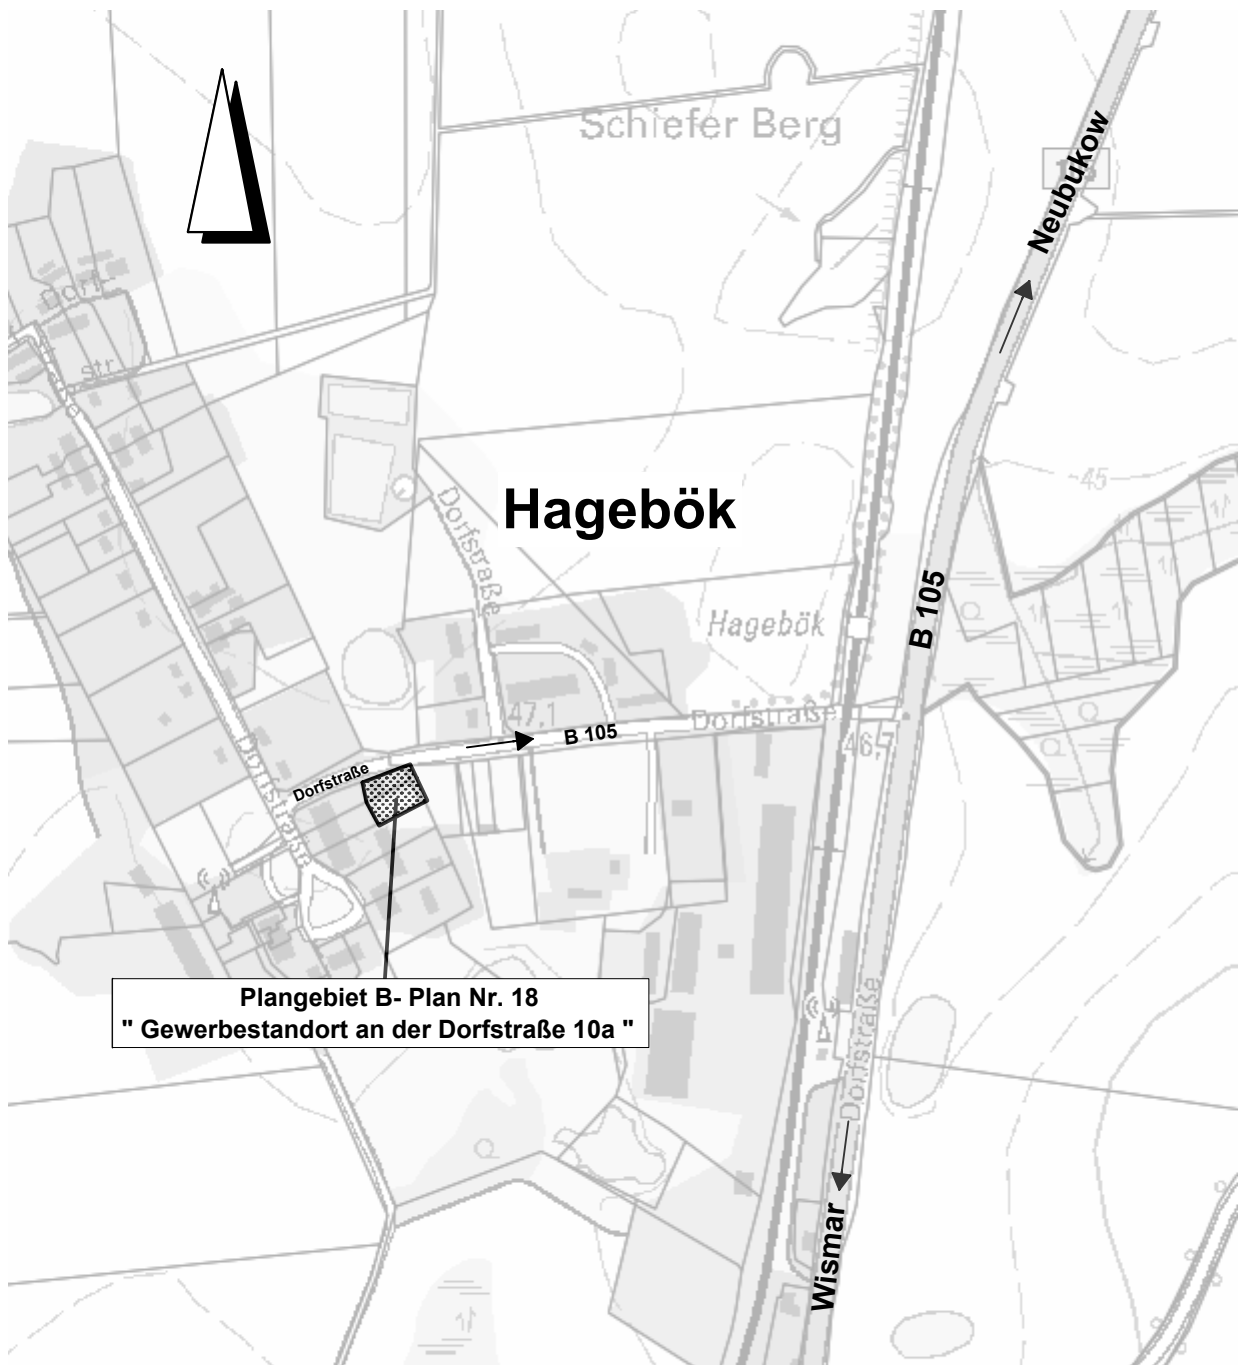 Schiefer Berg
Neubukow
Dorf-
str.
45
Hagebök
Dorfstraße
B 105
Hagebök
47,1
Dorfstraße
B 105
46,7
Dorfstraße
Dorfstraße
Plangebiet B- Plan Nr. 18
" Gewerbestandort an der Dorfstraße 10a "
Dorfstraße
Wismar
Q
Q
Q
Q